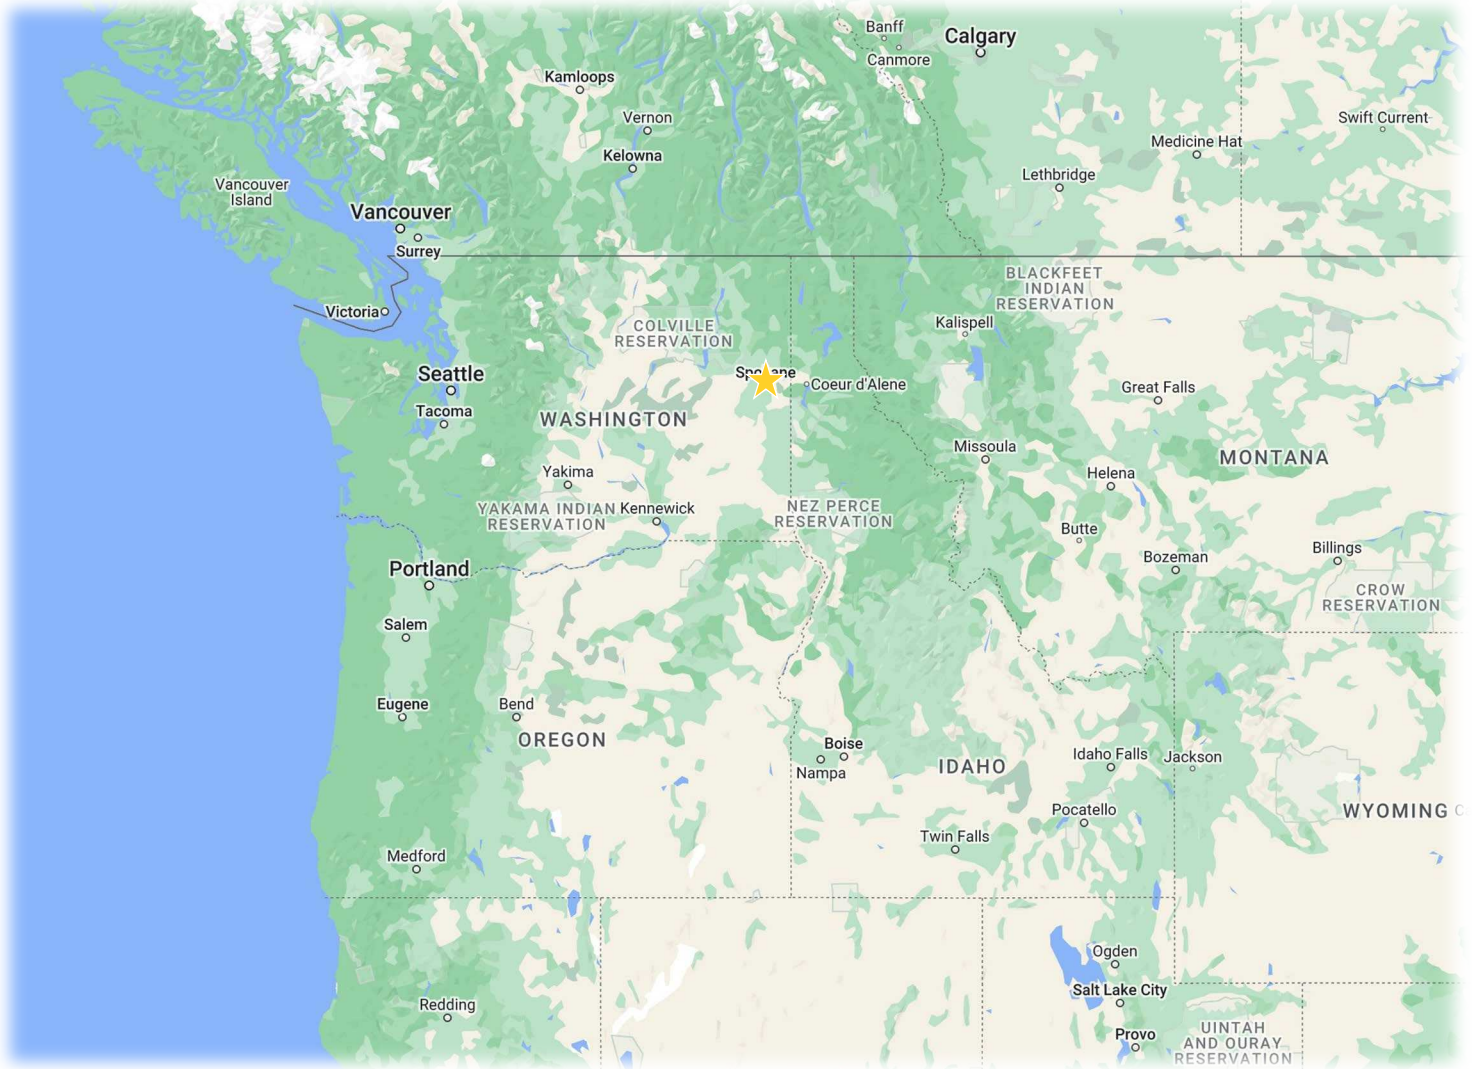 Banff
Calgary
Canmore
Kamloops
Vernon
Swift Current
Medicine Hat
Kelowna
Lethbridge
Vancouver
Island
Vancouver
Surrey
BLACKFEET
INDIAN
RESERVATION
Victoria
COLVILLE
RESERVATION
Kalispell
Seattle
Spokane
Coeur d'Alene
Great Falls
Tacoma
WASHINGTON
Missoula
MONTANA
Yakima
Helena
YAKAMA INDIAN
RESERVATION
Kennewick
NEZ PERCE
RESERVATION
Butte
Billings
Bozeman
Portland
CROW
RESERVATION
Salem
Eugene
Bend
OREGON
Boise
Nampa
IDAHO
Idaho Falls
Jackson
Pocatello
WYOMING
Twin Falls
Medford
Ogden
Salt Lake City
Redding
Provo
UINTAH
AND OURAY
RESERVATION